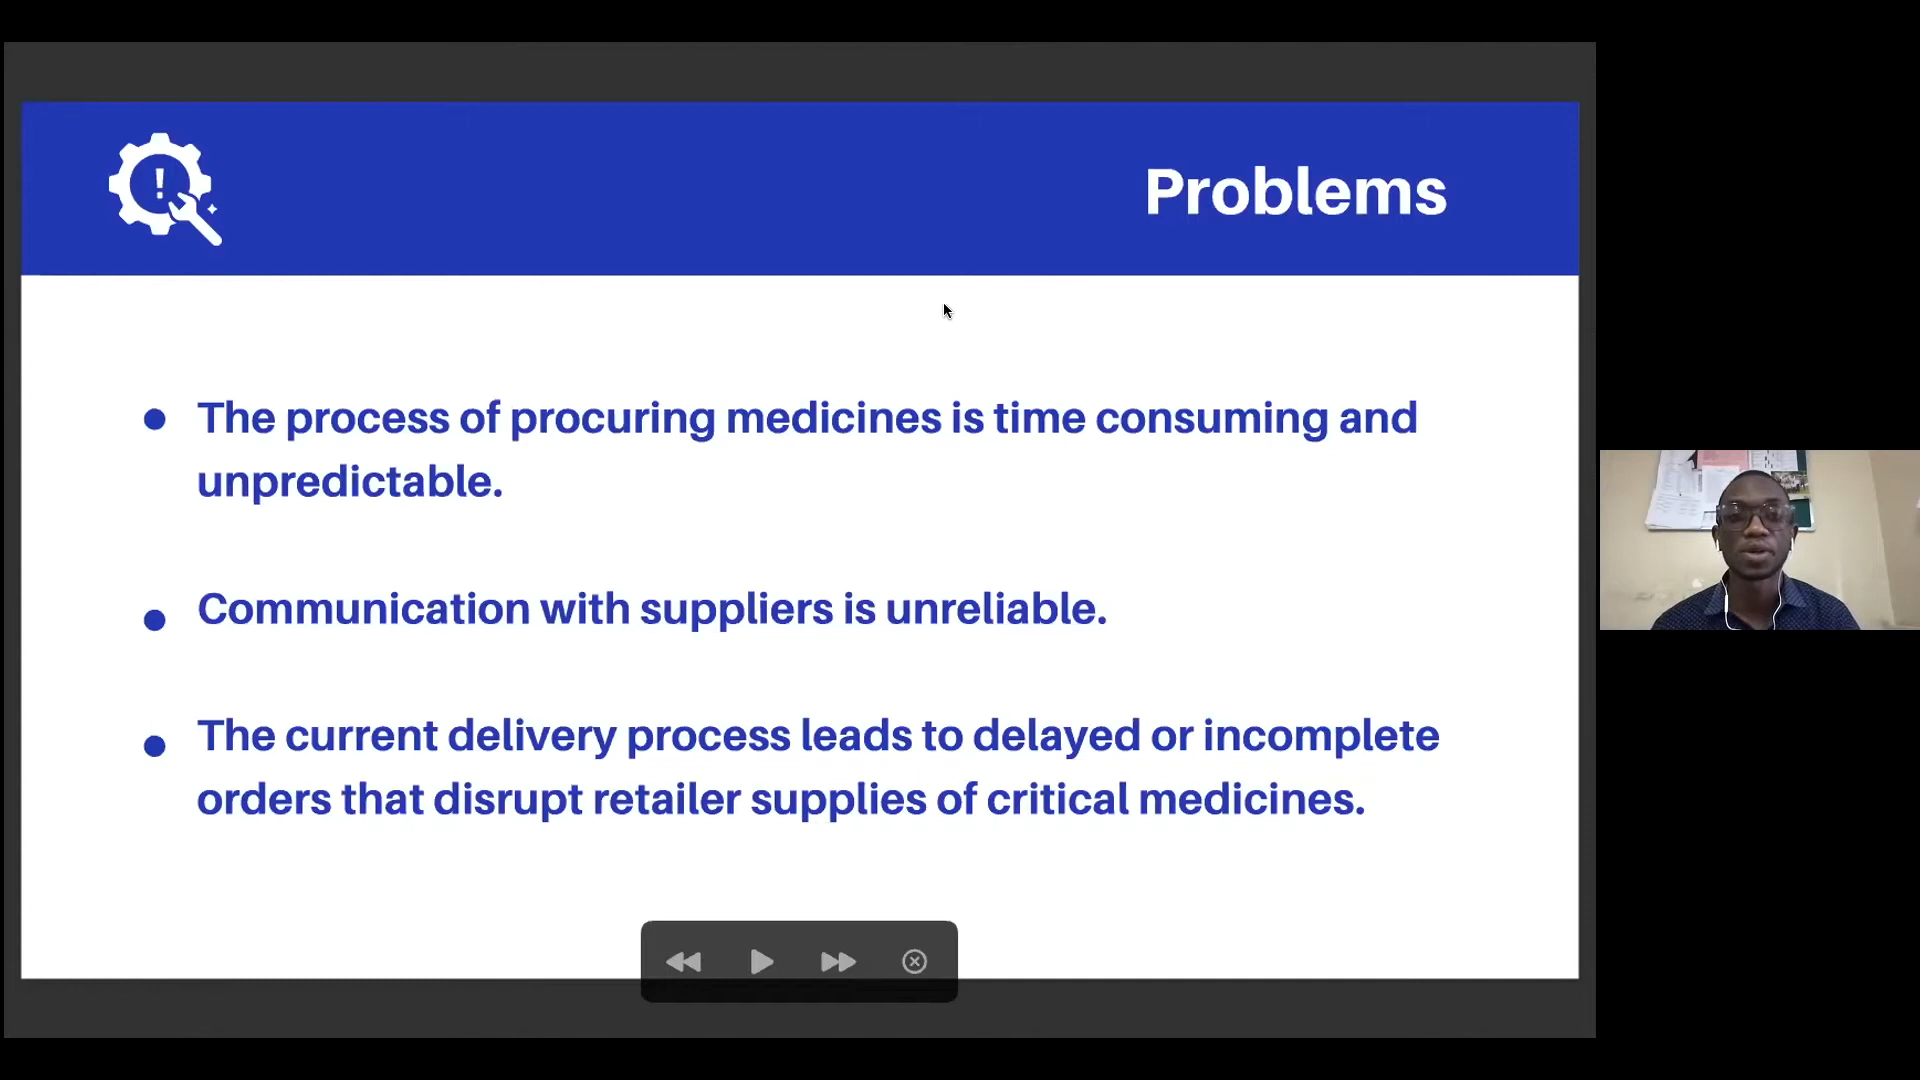 Problems
The process of procuring medicines is time consuming and
unpredictable.
Communication with suppliers is unreliable.
The current delivery process leads to delayed or incomplete
orders that disrupt retailer supplies of critical medicines.